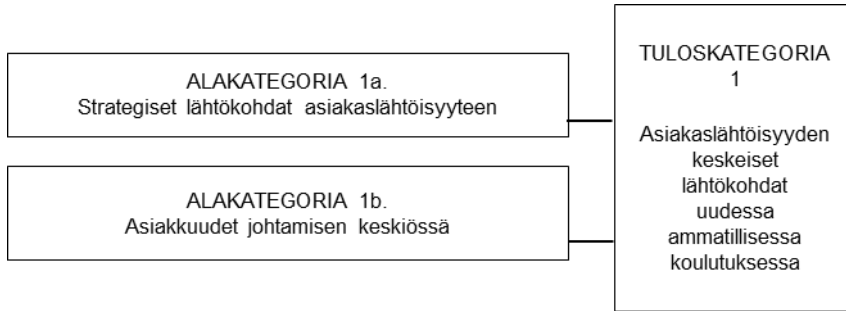 ALAKATEGORIA 1a.
Strategiset lähtökohdat asiakaslähtöisyyteen
ALAKATEGORIA 1b.
Asiakkuudet johtamisen keskiössä
TULOSKATEGORIA
1
Asiakaslähtöisyyden
keskeiset
lähtökohdat
uudessa
ammatillisessa
koulutuksessa